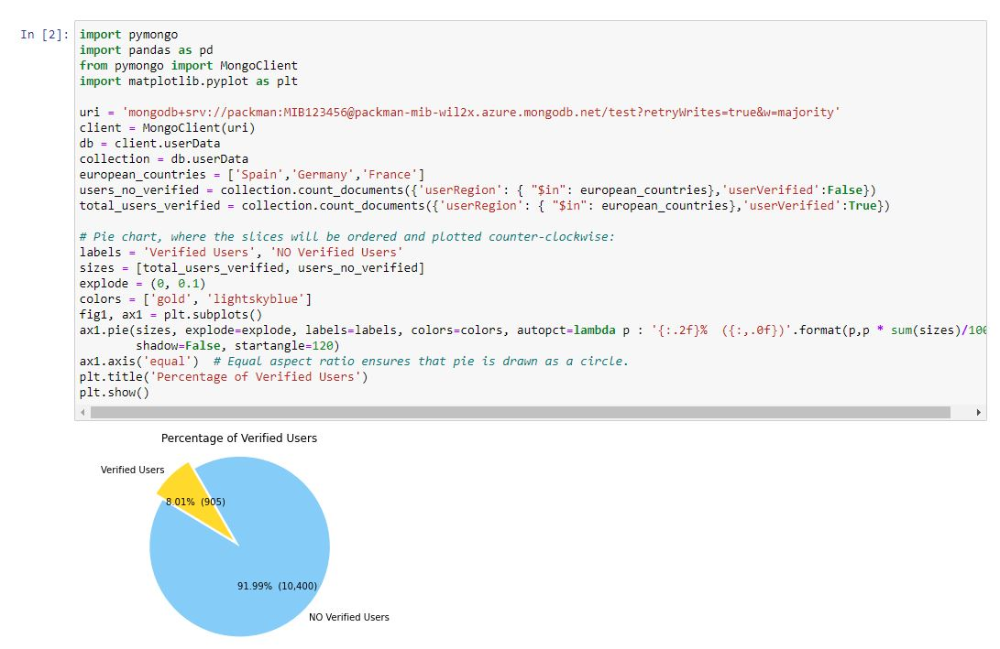 In [2]:
import pymongo
import pandas as pd
from pymongo import MongoClient
import matplotlib.pyplot as plt
uri = 'mongodb+srv://packman:MIB123456@packman-mib-wil2x.azure.mongodb.net/test?retryWrites=true&w=majority'
client = MongoClient(uri)
db = client.userData
collection = db.userData
european_countries = ['Spain','Germany','France']
users_no_verified = collection.count_documents({'userRegion': { "$in": european_countries},'userVerified':False})
total_users_verified = collection.count_documents({'userRegion': { "$in": european_countries},'userVerified':True})
# Pie chart, where the slices will be ordered and plotted counter-clockwise:
labels = 'Verified Users', 'NO Verified Users'
sizes = [total_users_verified, users_no_verified]
explode = (0, 0.1)
colors = ['gold', 'lightskyblue']
fig1, ax1 = plt.subplots()
ax1.pie(sizes, explode=explode, labels=labels, colors=colors, autopct=lambda p : '{:.2f}%  ({:,.0f})'.format(p,p * sum(sizes)/100
        shadow=False, startangle=120)
ax1.axis('equal')  # Equal aspect ratio ensures that pie is drawn as a circle.
plt.title('Percentage of Verified Users')
plt.show()
Percentage of Verified Users
Verified Users
8.01%  (905)
91.99%  (10,400)
NO Verified Users